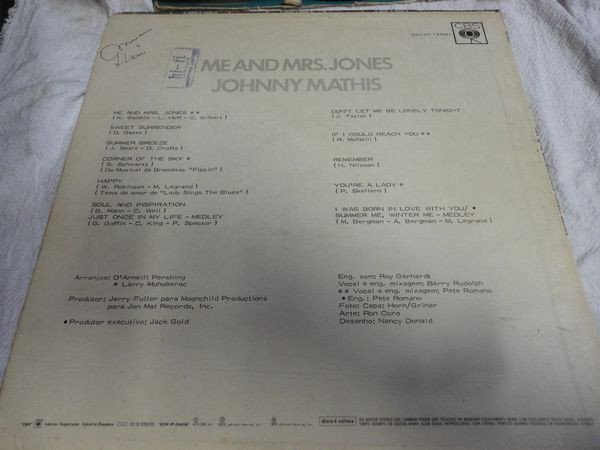 CBS
ME AND MRS. JONES
JOHNNY MATHIS
hi-fi
ME AND MRS. JONES **
(K. Gamble - L. Huff - C. Gilbert)
SWEET SURRENDER
(D. Gates)
SUMMER BREEZE
(J. Seals - D. Crofts)
CORNER OF THE SKY *
(S. Schwartz)
(Do Musical da Broadway "Pippin")
HAPPY
(W. Robinson - M. Legrand)
(Tema de amor de "Lady Sings The Blues")
SOUL AND INSPIRATION
(B. Mann - C. Weil)
JUST ONCE IN MY LIFE - MEDLEY
(G. Goffin - C. King - P. Spector)
DON'T LET ME BE LONELY TONIGHT
(J. Taylor)
IF I COULD REACH YOU **
(R. McNeill)
REMEMBER
(H. Nilsson)
YOU'RE A LADY *
(P. Skellern)
I WAS BORN IN LOVE WITH YOU/ *
SUMMER ME, WINTER ME - MEDLEY
(M. Bergman - A. Bergman - M. Legrand)
Arranjos: D'Arneill Pershing
* Larry Muhoberac
Produtor: Jerry Fuller para Moonchild Productions
para Jon Mat Records, Inc.
*Produtor executivo: Jack Gold
Eng. som: Roy Gerhardt
Vocal e eng. mixagem: Barry Rudolph
** Vocal e eng. mixagem: Pete Romano
* Eng.: Pete Romano
Foto: Capa: Horn/Griner
Arte: Ron Coro
Desenho: Nancy Donald
"CBS"
disco é cultura